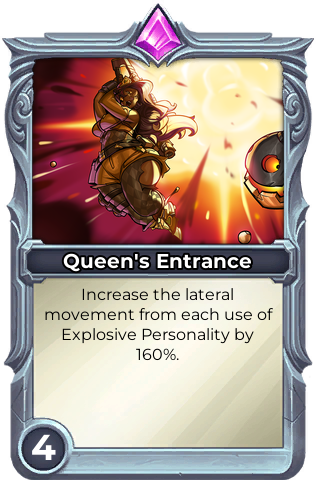 Queen's Entrance
Increase the lateral
movement from each use of
Explosive Personality by
160%.
4